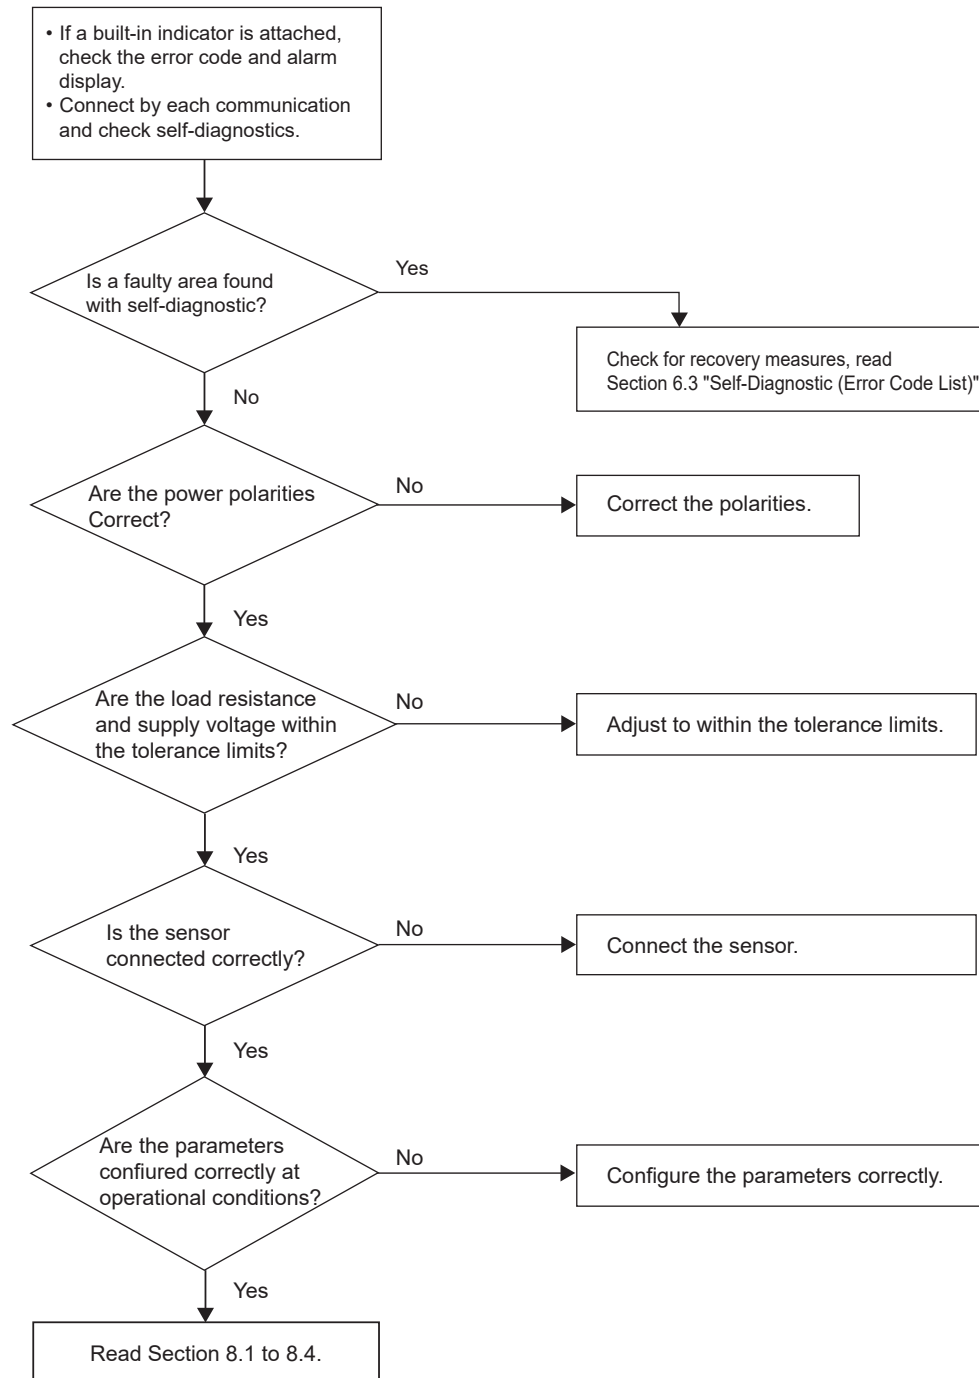 • If a built-in indicator is attached,
check the error code and alarm
display.
• Connect by each communication
and check self-diagnostics.
Is a faulty area found
with self-diagnostic?
Yes
Check for recovery measures, read
Section 6.3 "Self-Diagnostic (Error Code List)"
No
Are the power polarities
Correct?
No
Correct the polarities.
Yes
Are the load resistance
and supply voltage within
the tolerance limits?
No
Adjust to within the tolerance limits.
Yes
Is the sensor
connected correctly?
No
Connect the sensor.
Yes
Are the parameters
confiured correctly at
operational conditions?
No
Configure the parameters correctly.
Yes
Read Section 8.1 to 8.4.